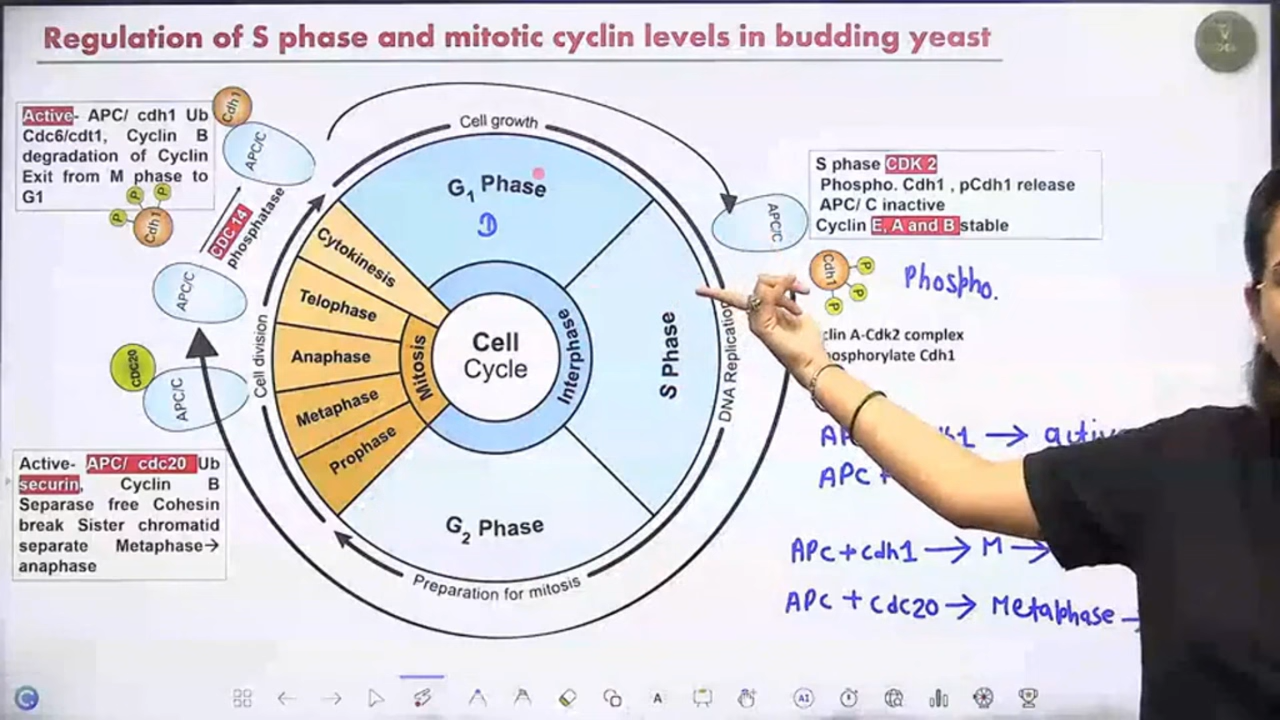 Regulation of S phase and mitotic cyclin levels in budding yeast
Active- APC/ cdh1 Ub
Cdc6/cdt1, Cyclin B
degradation of Cyclin
Exit from M phase to
G1
Cdh1
APC/C
P
P
P
Cdh1
CDC 14
phosphatase
APC/C
CDC20
APC/C
Active- APC/ cdc20 Ub
securin, Cyclin B
Separase free Cohesin
break Sister chromatid
separate Metaphase→
anaphase
Cell growth
G1 Phase
1
Cytokinesis
Telophase
Anaphase
Metaphase
Prophase
Mitosis
Cell division
Cell
Cycle
Interphase
S Phase
DNA Replication
G2 Phase
Preparation for mitosis
APC/C
S phase CDK 2
Phospho. Cdh1 , pCdh1 release
APC/ C inactive
Cyclin E, A and B stable
Cdh1
P
P
P
Phospho.
A-Cdk2 complex
Cdh1
→
APC +
APC + cdh1 → M →
APC + Cdc20 → Metaphase →
A
AI